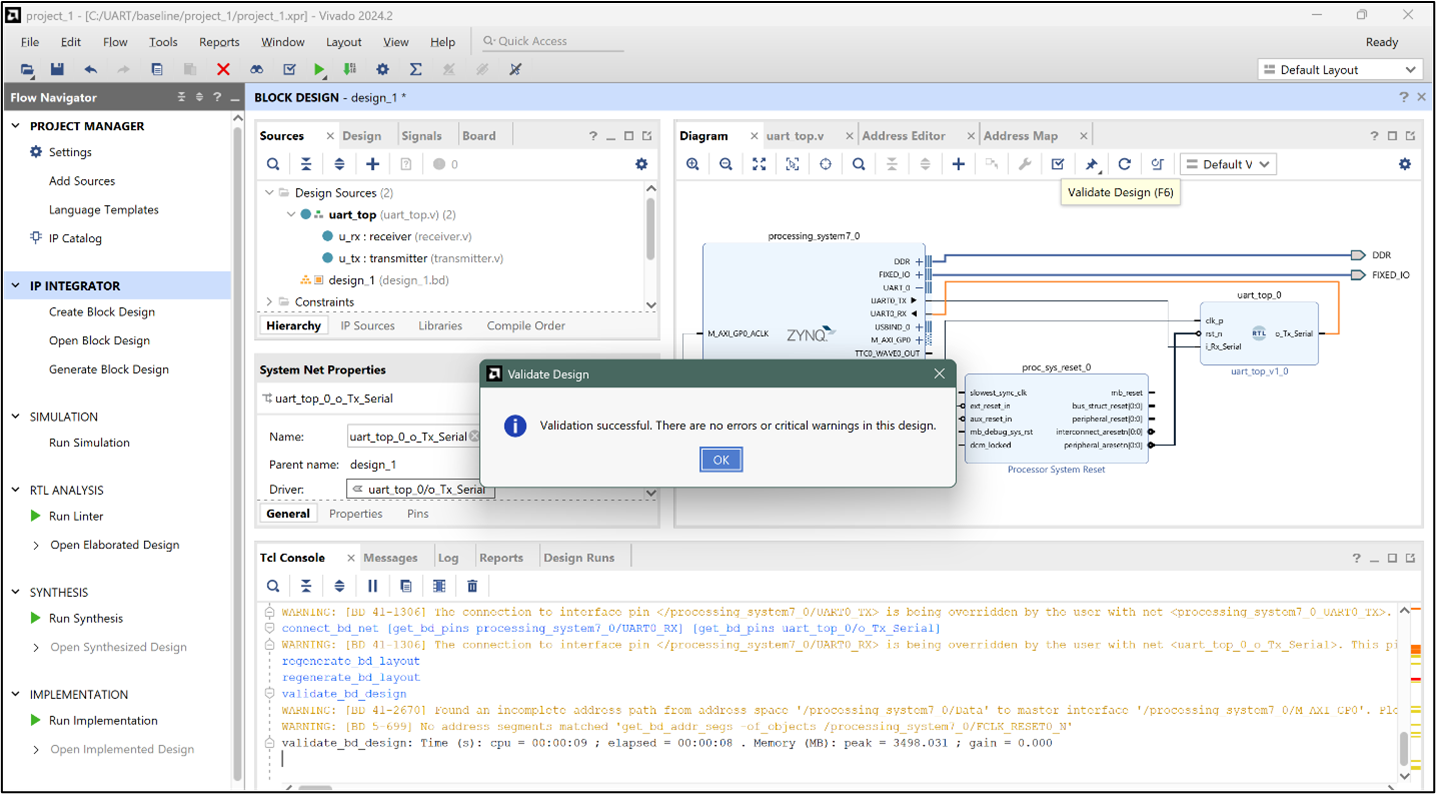 project_1 - [C:/UART/baseline/project_1/project_1.xpr] - Vivado 2024.2
File Edit Flow Tools Reports Window Layout View Help Quick Access Ready
Default Layout
Flow Navigator
PROJECT MANAGER
Settings
Add Sources
Language Templates
IP Catalog
IP INTEGRATOR
Create Block Design
Open Block Design
Generate Block Design
SIMULATION
Run Simulation
RTL ANALYSIS
Run Linter
Open Elaborated Design
SYNTHESIS
Run Synthesis
Open Synthesized Design
IMPLEMENTATION
Run Implementation
Open Implemented Design
BLOCK DESIGN - design_1 *
Sources Design Signals Board
0
Design Sources (2)
uart_top (uart_top.v) (2)
u_rx : receiver (receiver.v)
u_tx : transmitter (transmitter.v)
design_1 (design_1.bd)
Constraints
Hierarchy IP Sources Libraries Compile Order
System Net Properties
uart_top_0_o_Tx_Serial
Name: uart_top_0_o_Tx_Serial
Parent name: design_1
Driver: uart_top_0/o_Tx_Serial
General Properties Pins
Diagram uart_top.v Address Editor Address Map
Default V
Validate Design (F6)
processing_system7_0
DDR
FIXED_IO
UART_0
UART0_TX
UART0_RX
USBIND_0
M_AXI_GP0
TTC0_WAVE0_OUT
M_AXI_GP0_ACLK
ZYNQ
DDR
FIXED_IO
uart_top_0
clk_p
rst_n
i_Rx_Serial
RTL
o_Tx_Serial
uart_top_v1_0
proc_sys_reset_0
slowest_sync_clk
ext_reset_in
aux_reset_in
mb_debug_sys_rst
dcm_locked
mb_reset
bus_struct_reset[0:0]
peripheral_reset[0:0]
interconnect_aresetn[0:0]
peripheral_aresetn[0:0]
Processor System Reset
Validate Design
Validation successful. There are no errors or critical warnings in this design.
OK
Tcl Console Messages Log Reports Design Runs
WARNING: [BD 41-1306] The connection to interface pin </processing_system7_0/UART0_TX> is being overridden by the user with net <processing_system7_0_UART0_TX>.
connect_bd_net [get_bd_pins processing_system7_0/UART0_RX] [get_bd_pins uart_top_0/o_Tx_Serial]
WARNING: [BD 41-1306] The connection to interface pin </processing_system7_0/UART0_RX> is being overridden by the user with net <uart_top_0_o_Tx_Serial>. This pi
regenerate_bd_layout
regenerate_bd_layout
validate_bd_design
WARNING: [BD 41-2670] Found an incomplete address path from address space '/processing_system7_0/Data' to master interface '/processing_system7_0/M_AXI_GP0'. Ple
WARNING: [BD 5-699] No address segments matched 'get_bd_addr_segs -of_objects /processing_system7_0/FCLK_RESET0_N'
validate_bd_design: Time (s): cpu = 00:00:09 ; elapsed = 00:00:08 . Memory (MB): peak = 3498.031 ; gain = 0.000